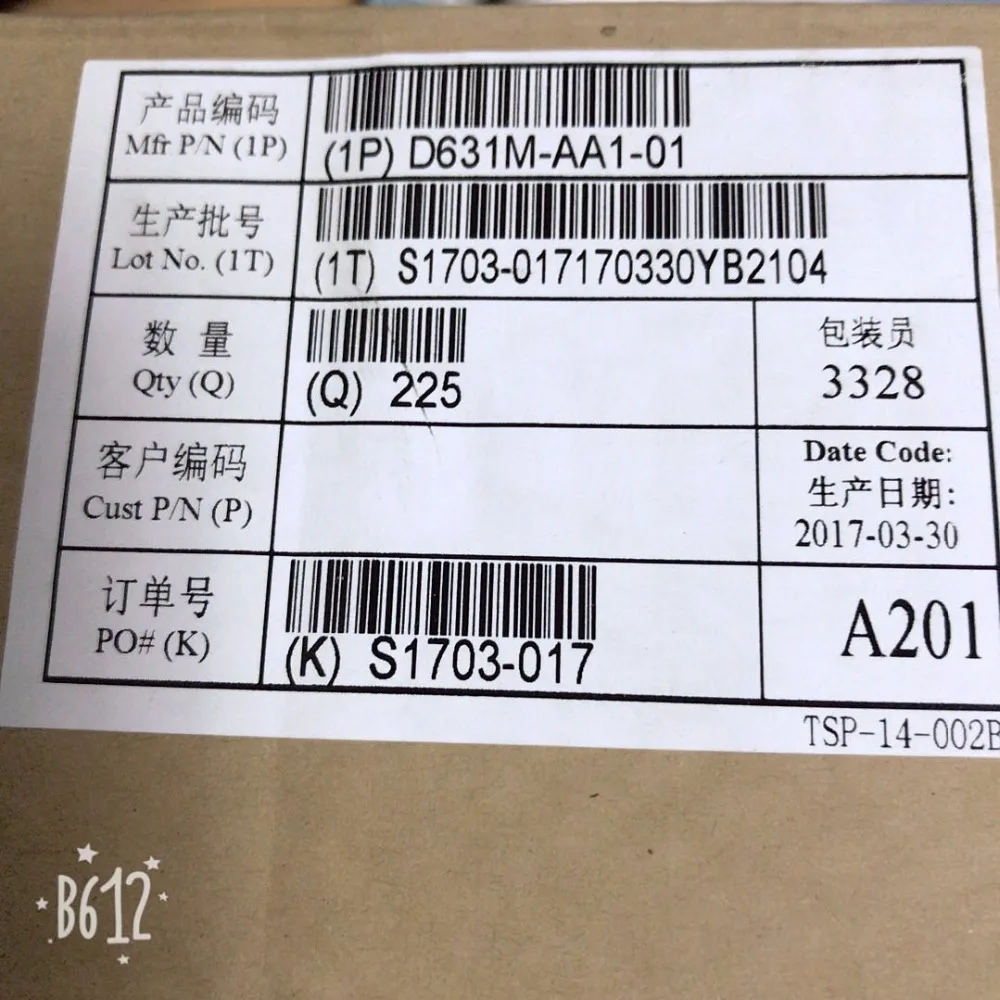 产品编码
Mfr P/N (1P)
(1P) D631M-AA1-01
生产批号
Lot No. (1T)
(1T) S1703-017170330YB2104
数 量
Qty (Q)
(Q) 225
包装员
3328
客户编码
Cust P/N (P)
Date Code:
生产日期:
2017-03-30
订单号
PO# (K)
(K) S1703-017
A201
TSP-14-002B
B612